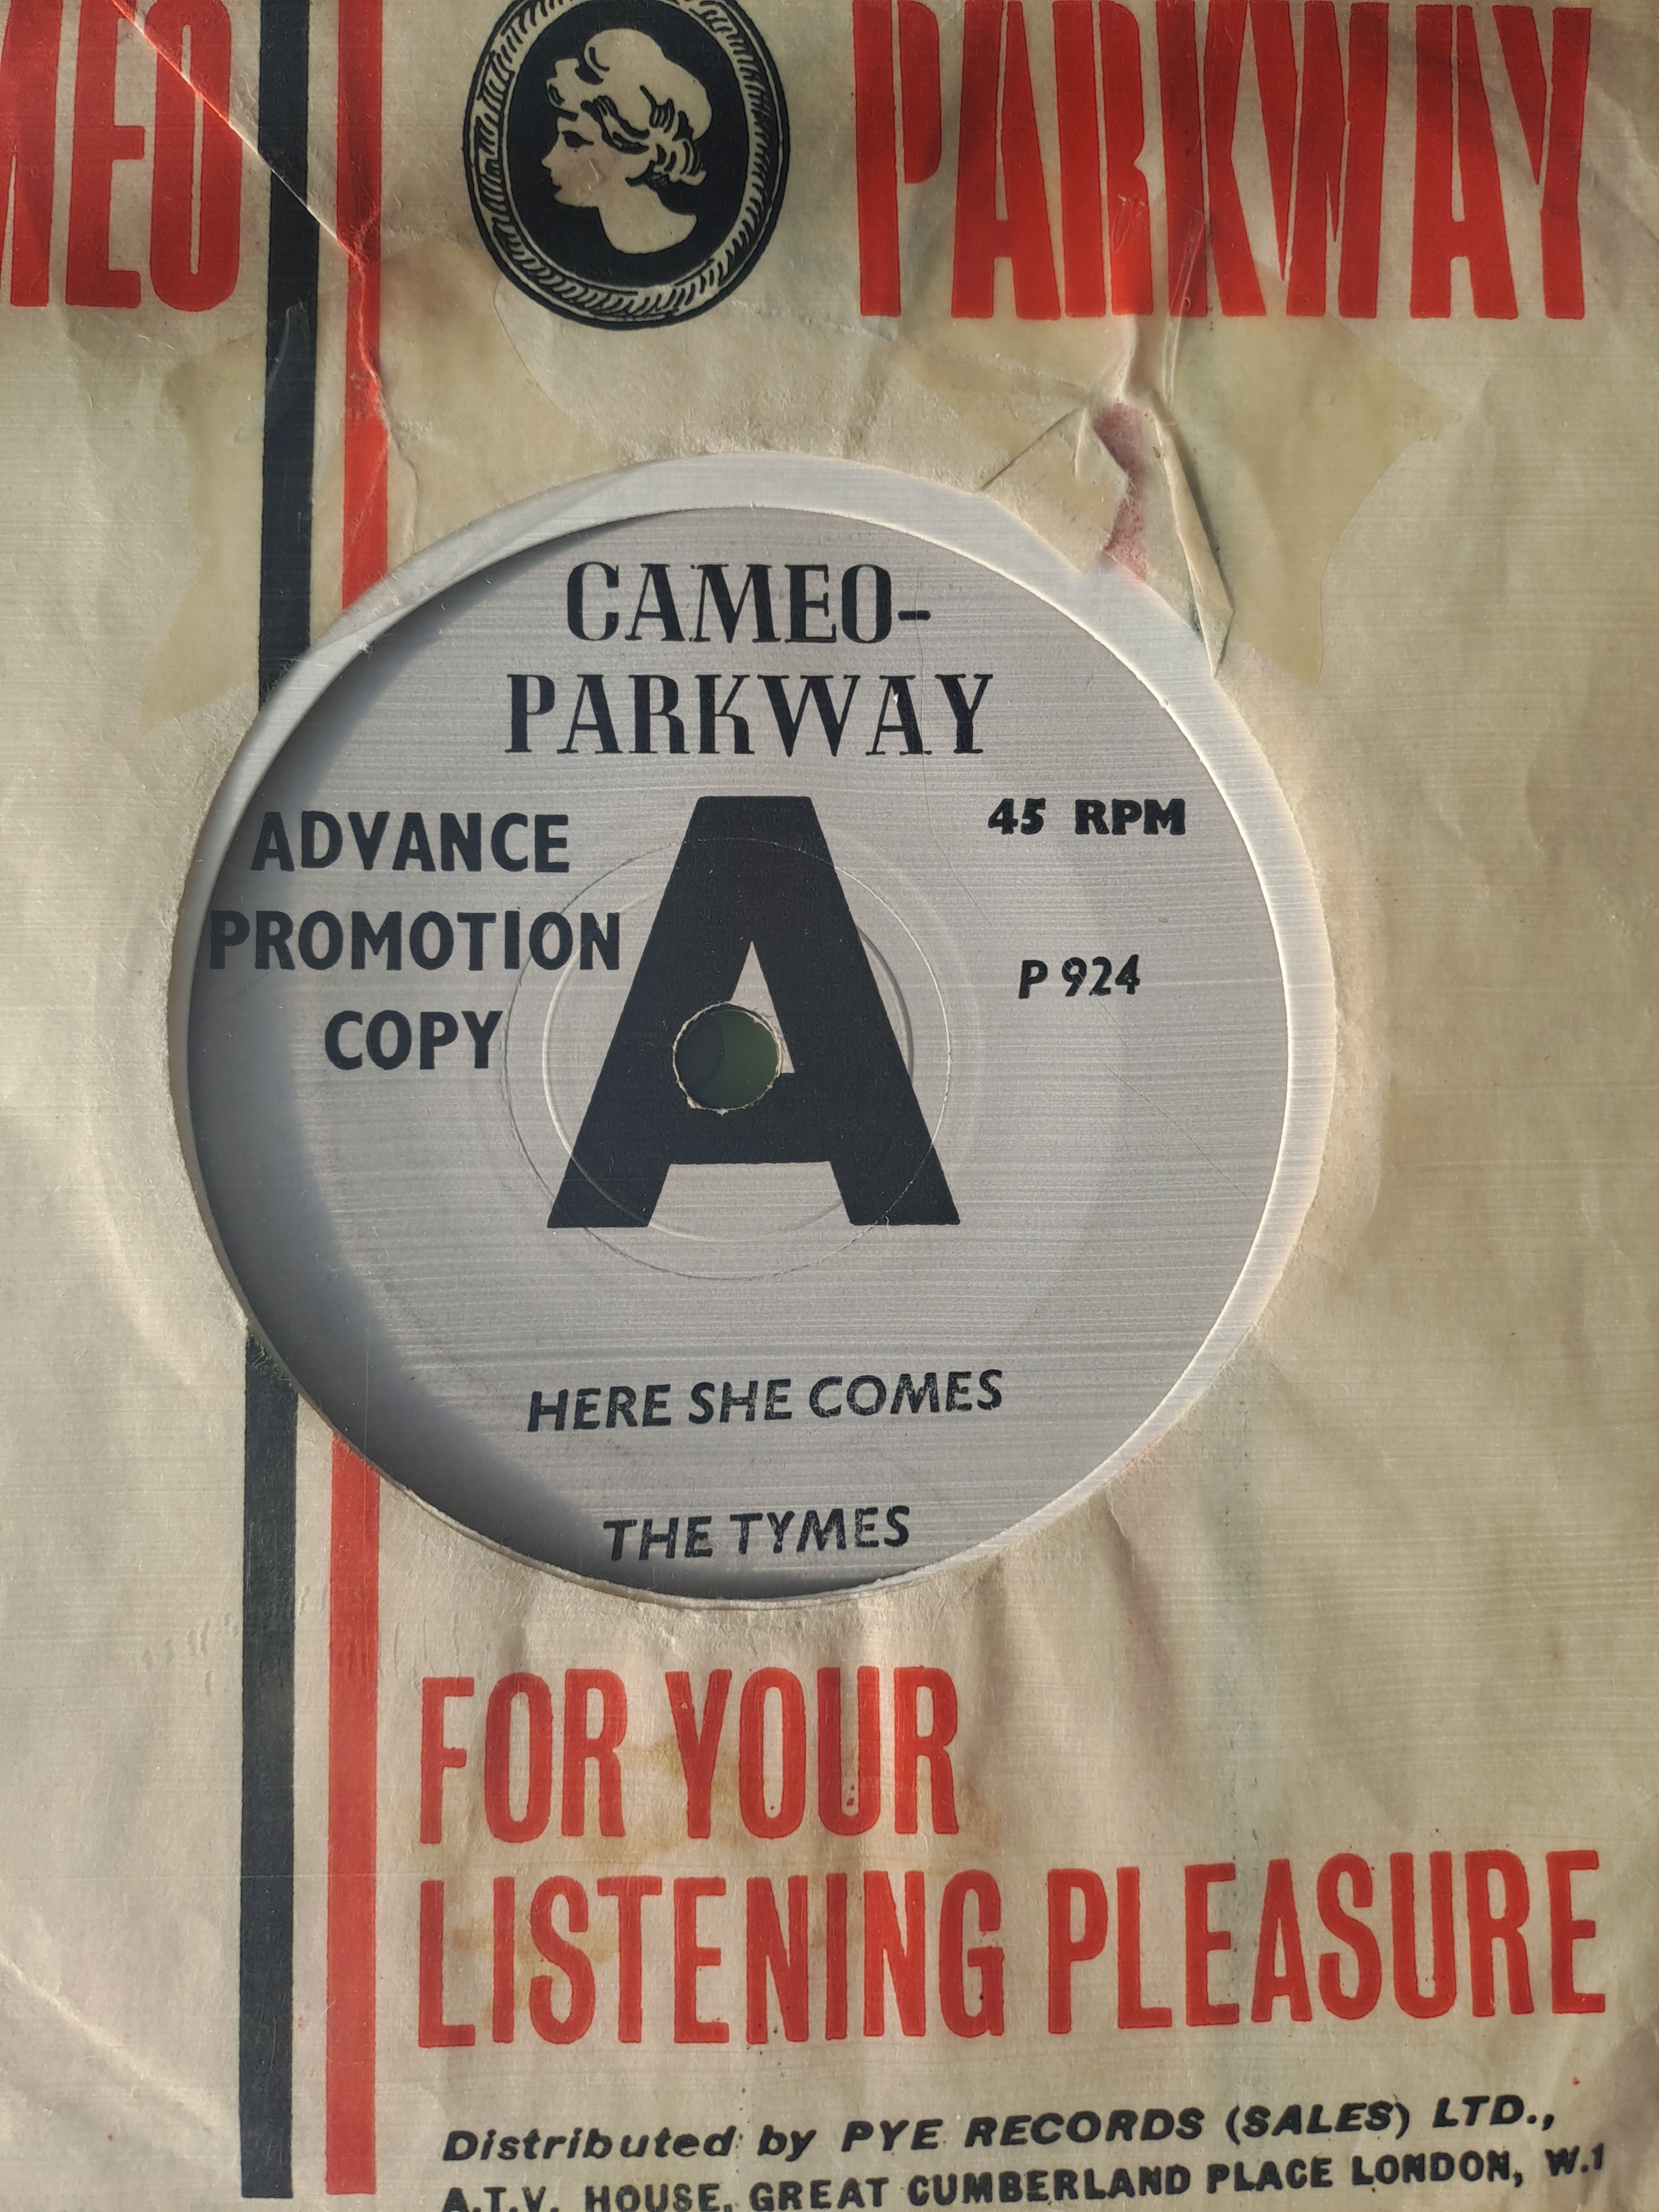 MEO PARKWAY
CAMEO-
PARKWAY
ADVANCE
PROMOTION
COPY
A
45 RPM
P 924
HERE SHE COMES
THE TYMES
FOR YOUR
LISTENING PLEASURE
Distributed by PYE RECORDS (SALES) LTD.,
A.T.V. HOUSE, GREAT CUMBERLAND PLACE LONDON, W.1